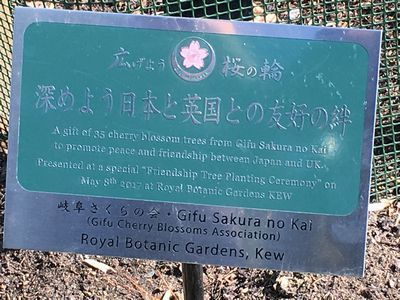 広げよう 桜の輪
深めよう日本と英国との友好の絆
A gift of 35 cherry blossom trees from Gifu Sakura no Kai
to promote peace and friendship between Japan and UK.
Presented at a special "Friendship Tree Planting Ceremony" on
May 8th 2017 at Royal Botanic Gardens KEW
岐阜さくらの会・Gifu Sakura no Kai
(Gifu Cherry Blossoms Association)
Royal Botanic Gardens, Kew